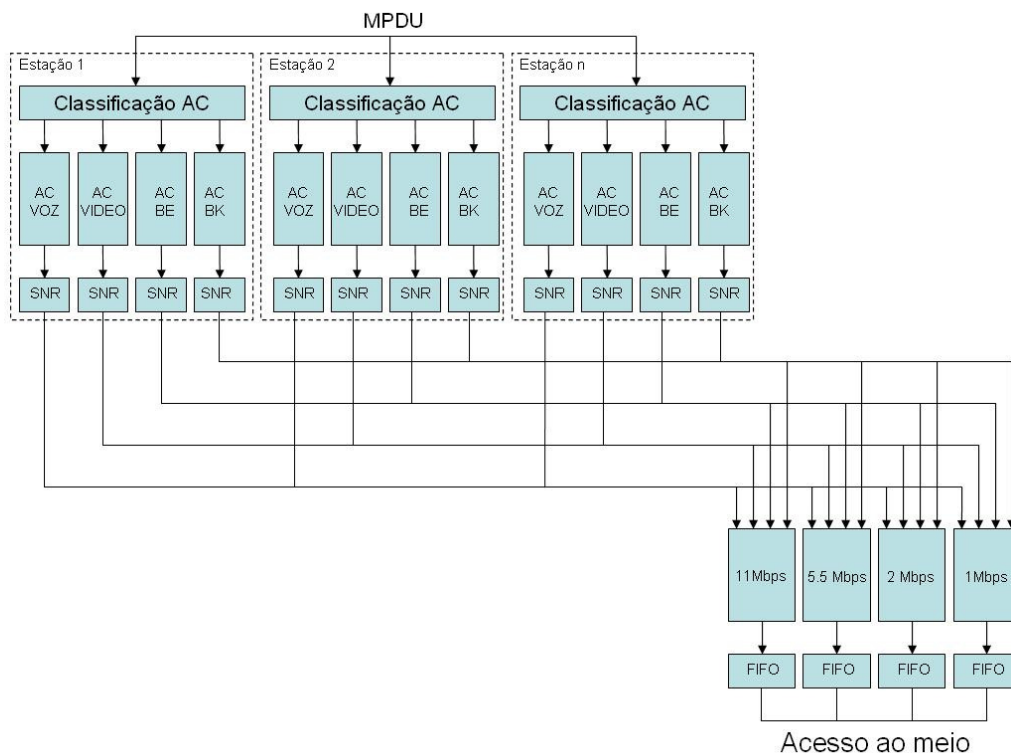 MPDU
Estação 1
Estação 2
Estação n
Classificação AC
Classificação AC
Classificação AC
AC
VOZ
AC
VIDEO
AC
BE
AC
BK
AC
VOZ
AC
VIDEO
AC
BE
AC
BK
AC
VOZ
AC
VIDEO
AC
BE
AC
BK
SNR
SNR
SNR
SNR
SNR
SNR
SNR
SNR
SNR
SNR
SNR
SNR
11Mbps
5.5 Mbps
2 Mbps
1Mbps
FIFO
FIFO
FIFO
FIFO
Acesso ao meio